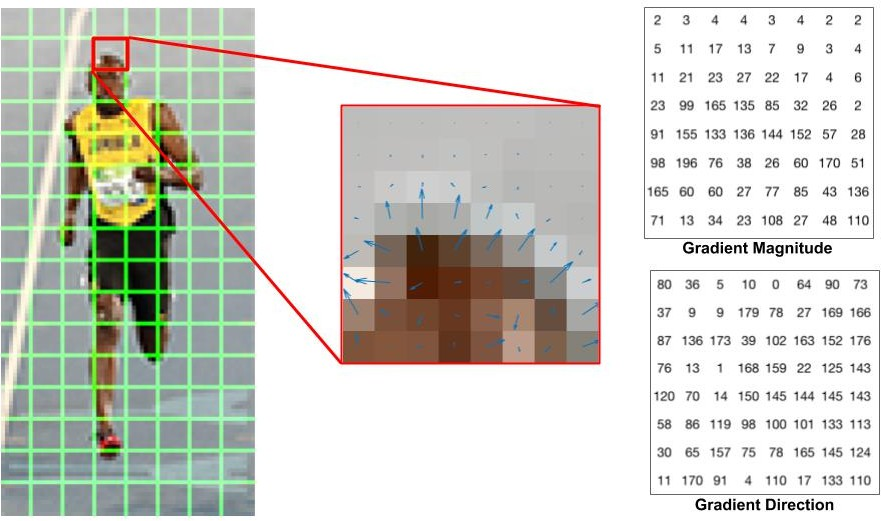 2 3 4 4 3 4 2 2
5 11 17 13 7 9 3 4
11 21 23 27 22 17 4 6
23 99 165 135 85 32 26 2
91 155 133 136 144 152 57 28
98 196 76 38 26 60 170 51
165 60 60 27 77 85 43 136
71 13 34 23 108 27 48 110
Gradient Magnitude
80 36 5 10 0 64 90 73
37 9 9 179 78 27 169 166
87 136 173 39 102 163 152 176
76 13 1 168 159 22 125 143
120 70 14 150 145 144 145 143
58 86 119 98 100 101 133 113
30 65 157 75 78 165 145 124
11 170 91 4 110 17 133 110
Gradient Direction